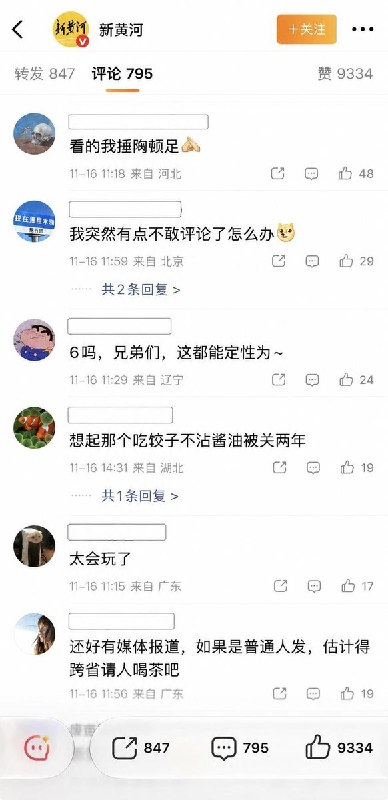 新黄河
新黄河
+关注
转发 847
评论 795
赞 9334
看的我捶胸顿足
11-16 11:18 来自 河北
48
我突然有点不敢评论了怎么办
11-16 11:59 来自 北京
29
共2条回复 >
6吗，兄弟们，这都能定性为~
11-16 11:29 来自 辽宁
24
想起那个吃饺子不沾酱油被关两年
11-16 14:31 来自 湖北
19
共1条回复 >
太会玩了
11-16 11:15 来自 广东
17
还好有媒体报道，如果是普通人发，估计得
跨省请人喝茶吧
11-16 11:56 来自 广东
19
847
795
9334